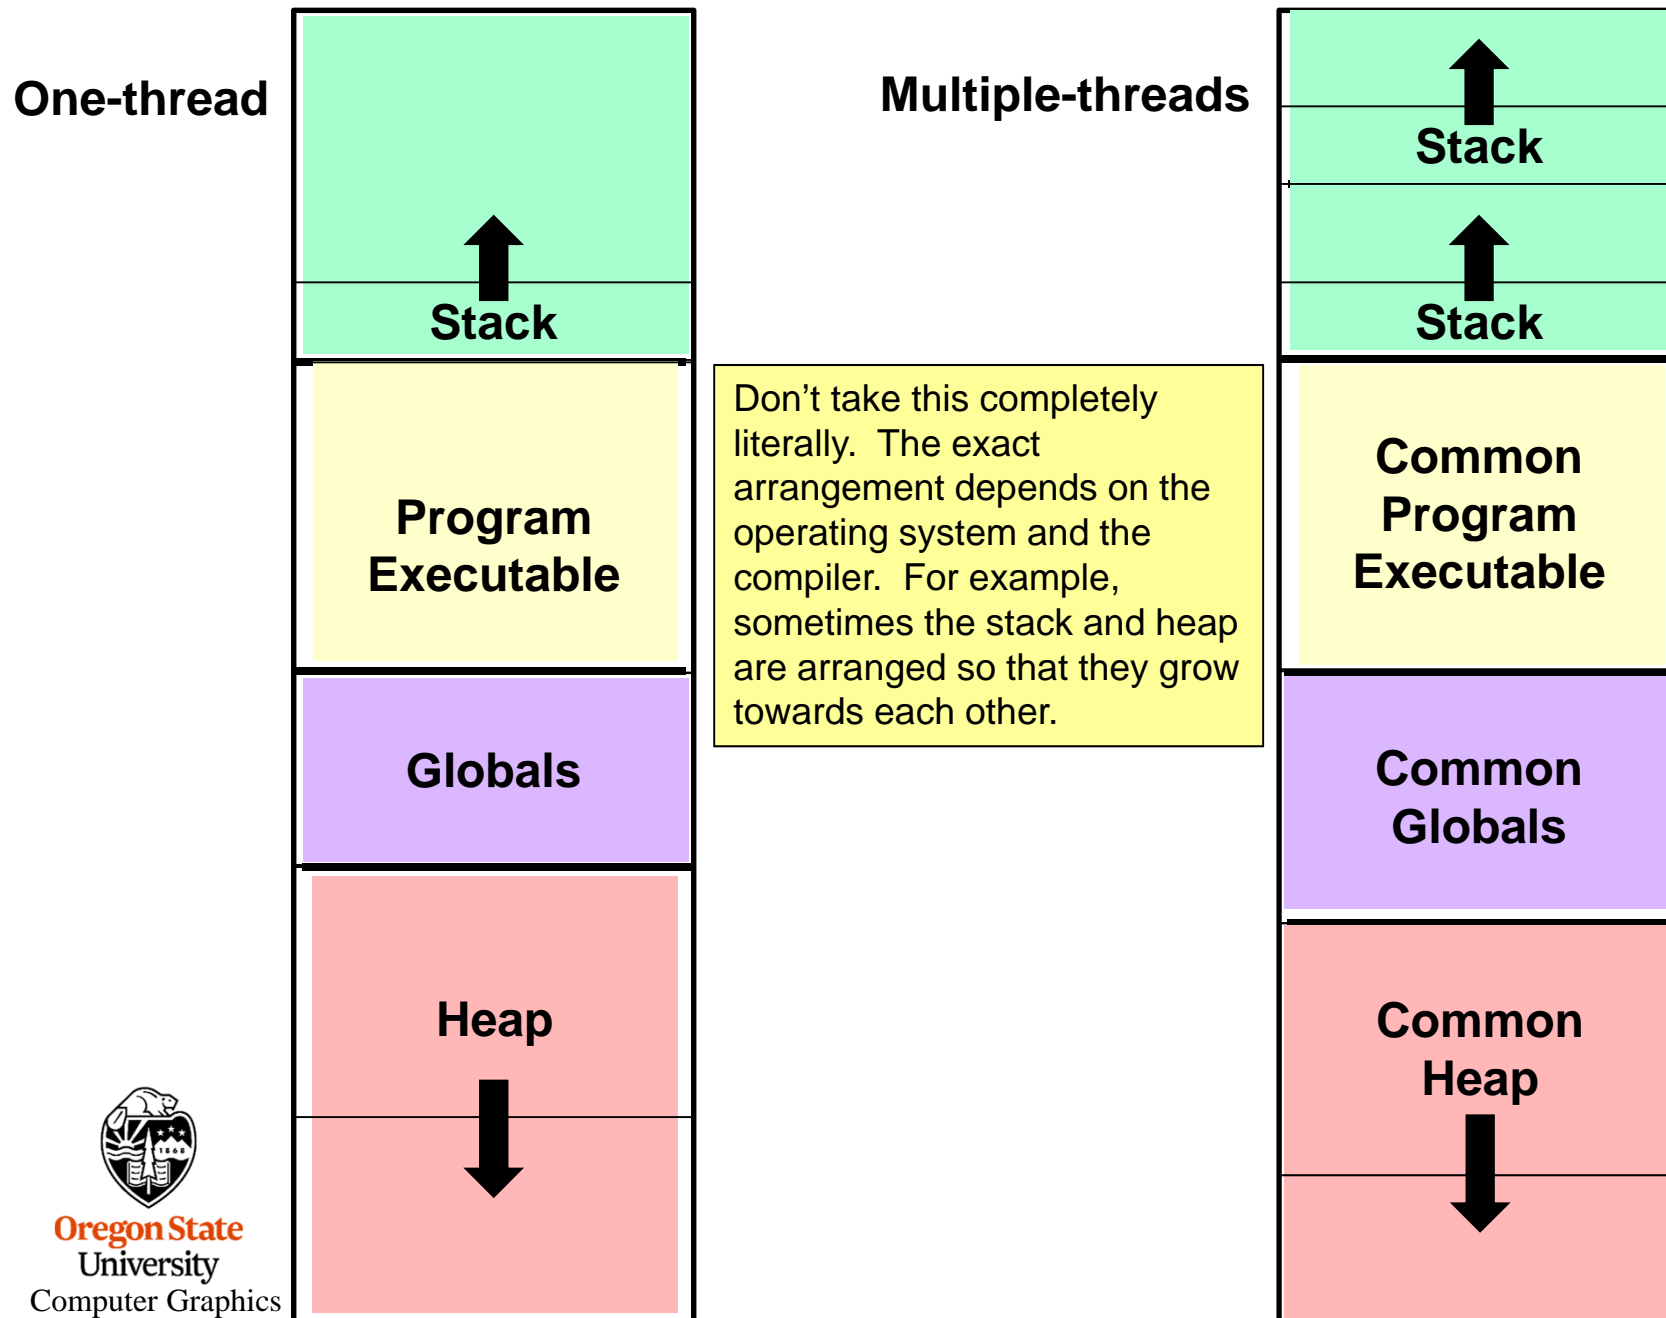 One-thread
Stack
Program
Executable
Globals
Heap
Multiple-threads
Stack
Stack
Common
Program
Executable
Common
Globals
Common
Heap
Don’t take this completely
literally.  The exact
arrangement depends on the
operating system and the
compiler.  For example,
sometimes the stack and heap
are arranged so that they grow
towards each other.
1868
Oregon State
University
Computer Graphics